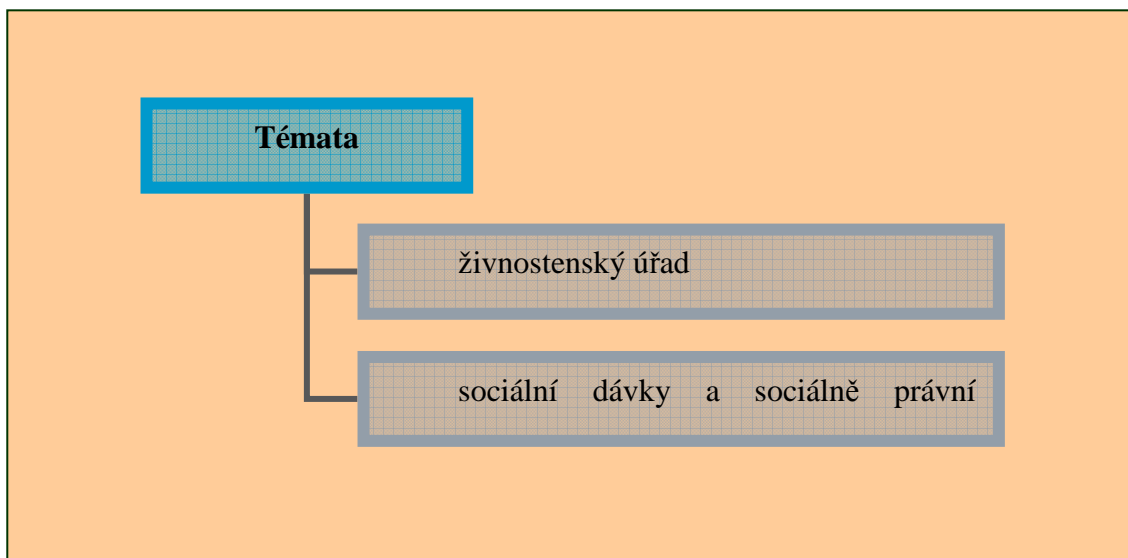 Témata
živnostenský úřad
sociální dávky a sociálně právní